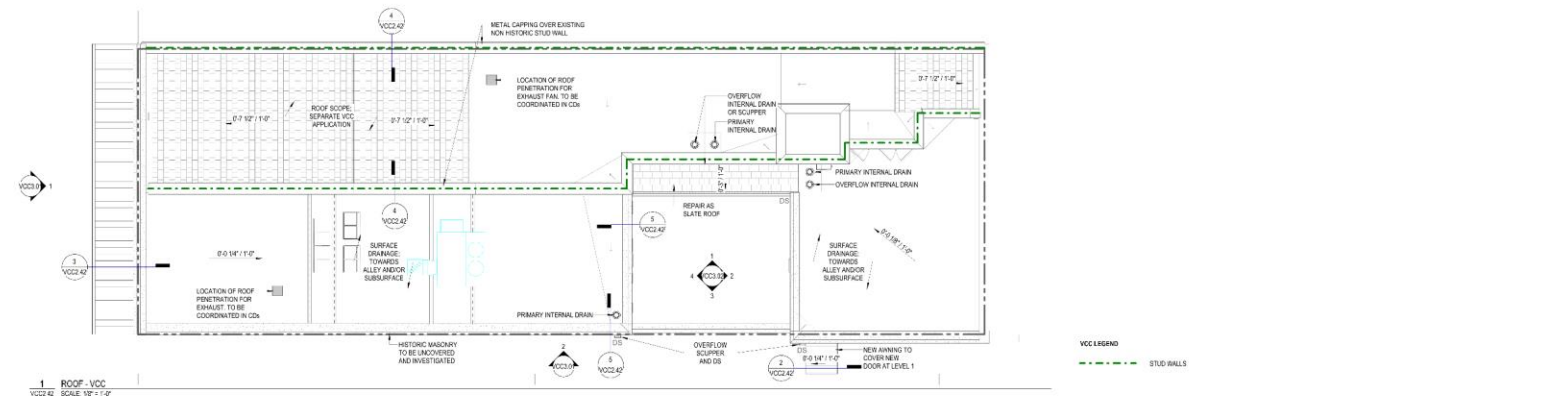 4
VCC2.42
METAL CAPPING OVER EXISTING
NON HISTORIC STUD WALL
LOCATION OF ROOF
PENETRATION FOR
EXHAUST FAN. TO BE
COORDINATED IN CDs
ROOF SCOPE:
SEPARATE VCC
APPLICATION
0'-7 1/2" / 1'-0"
0'-7 1/2" / 1'-0"
0'-7 1/2" / 1'-0"
OVERFLOW
INTERNAL DRAIN
OR SCUPPER
PRIMARY
INTERNAL DRAIN
PRIMARY INTERNAL DRAIN
OVERFLOW INTERNAL DRAIN
VCC3.01
1
4
VCC2.42
REPAIR AS
SLATE ROOF
DS
5
VCC2.42
3
VCC2.42
0'-0 1/4" / 1'-0"
SURFACE
DRAINAGE:
TOWARDS
ALLEY AND/OR
SUBSURFACE
LOCATION OF ROOF
PENETRATION FOR
EXHAUST. TO BE
COORDINATED IN CDs
1
4
VCC3.02
2
3
SURFACE
DRAINAGE:
TOWARDS
ALLEY AND/OR
SUBSURFACE
0'-0 1/8" / 1'-0"
PRIMARY INTERNAL DRAIN
DS
HISTORIC MASONRY
TO BE UNCOVERED
AND INVESTIGATED
2
VCC3.01
5
VCC2.42
OVERFLOW
SCUPPER
AND DS
DS
0'-0 1/4" / 1'-0"
2
VCC2.42
NEW AWNING TO
COVER NEW
DOOR AT LEVEL 1
VCC LEGEND
STUD WALLS
1
ROOF - VCC
VCC2.42
SCALE: 1/8" = 1'-0"